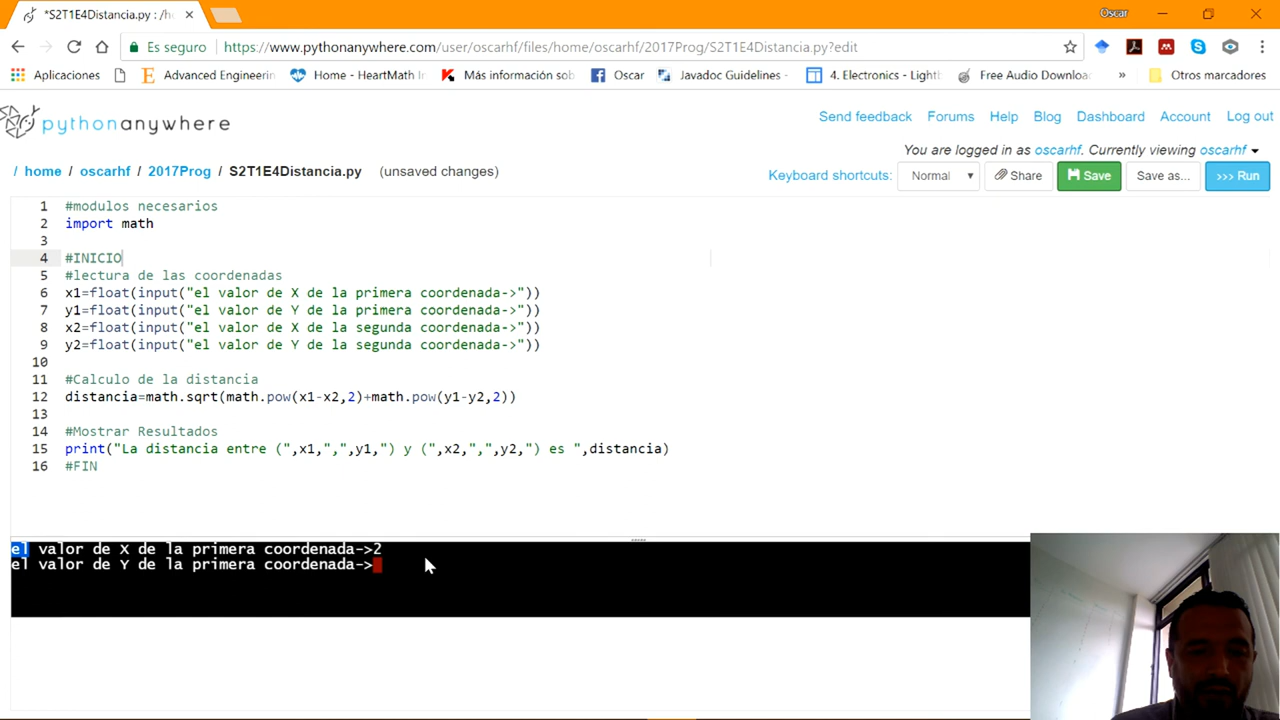 *S2T1E4Distancia.py : /h
Oscar
Es seguro
https://www.pythonanywhere.com/user/oscarhf/files/home/oscarhf/2017Prog/S2T1E4Distancia.py?edit
Aplicaciones
Advanced Engineerin
Home - HeartMath In
Más información sob
Oscar
Javadoc Guidelines -
4. Electronics - Light
Free Audio Downloa
»
Otros marcadores
pythonanywhere
Send feedback Forums Help Blog Dashboard Account Log out
You are logged in as oscarhf. Currently viewing oscarhf
/ home / oscarhf / 2017Prog / S2T1E4Distancia.py (unsaved changes)
Keyboard shortcuts: Normal Share Save Save as... >>> Run
1 #modulos necesarios
2 import math
3
4 #INICIO
5 #lectura de las coordenadas
6 x1=float(input("el valor de X de la primera coordenada->"))
7 y1=float(input("el valor de Y de la primera coordenada->"))
8 x2=float(input("el valor de X de la segunda coordenada->"))
9 y2=float(input("el valor de Y de la segunda coordenada->"))
10
11 #Calculo de la distancia
12 distancia=math.sqrt(math.pow(x1-x2,2)+math.pow(y1-y2,2))
13
14 #Mostrar Resultados
15 print("La distancia entre (",x1,",",y1,") y (",x2,",",y2,") es ",distancia)
16 #FIN
el valor de X de la primera coordenada->2
el valor de Y de la primera coordenada->